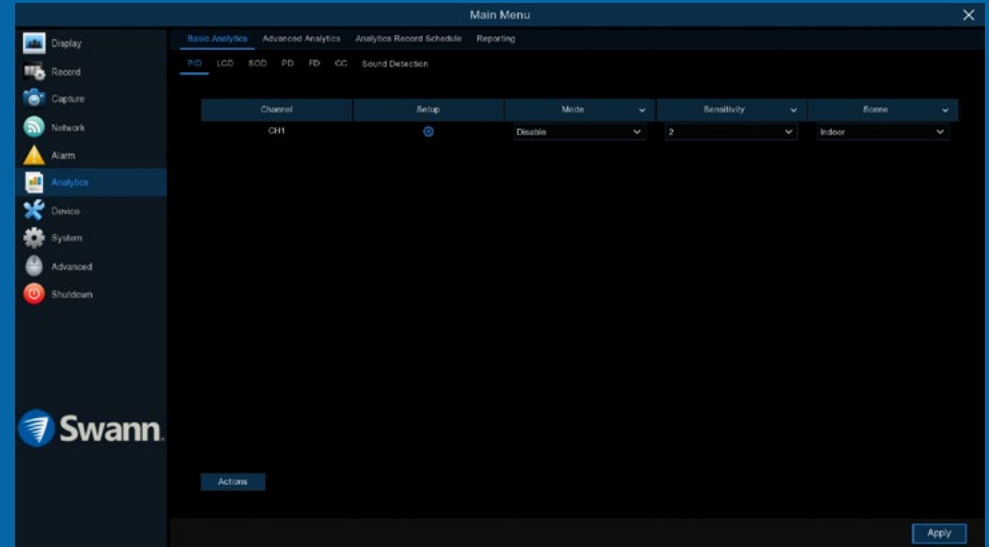 Main Menu
Display
Record
Capture
Network
Alarm
Analytics
Device
System
Advanced
Shutdown
Swann
Basic Analytics Advanced Analytics Analytics Record Schedule Reporting
PID LCD SOD PD FD CC Sound Detection
Channel Setup Mode Sensitivity Scene
CH1 Disable 2 Indoor
Actions
Apply